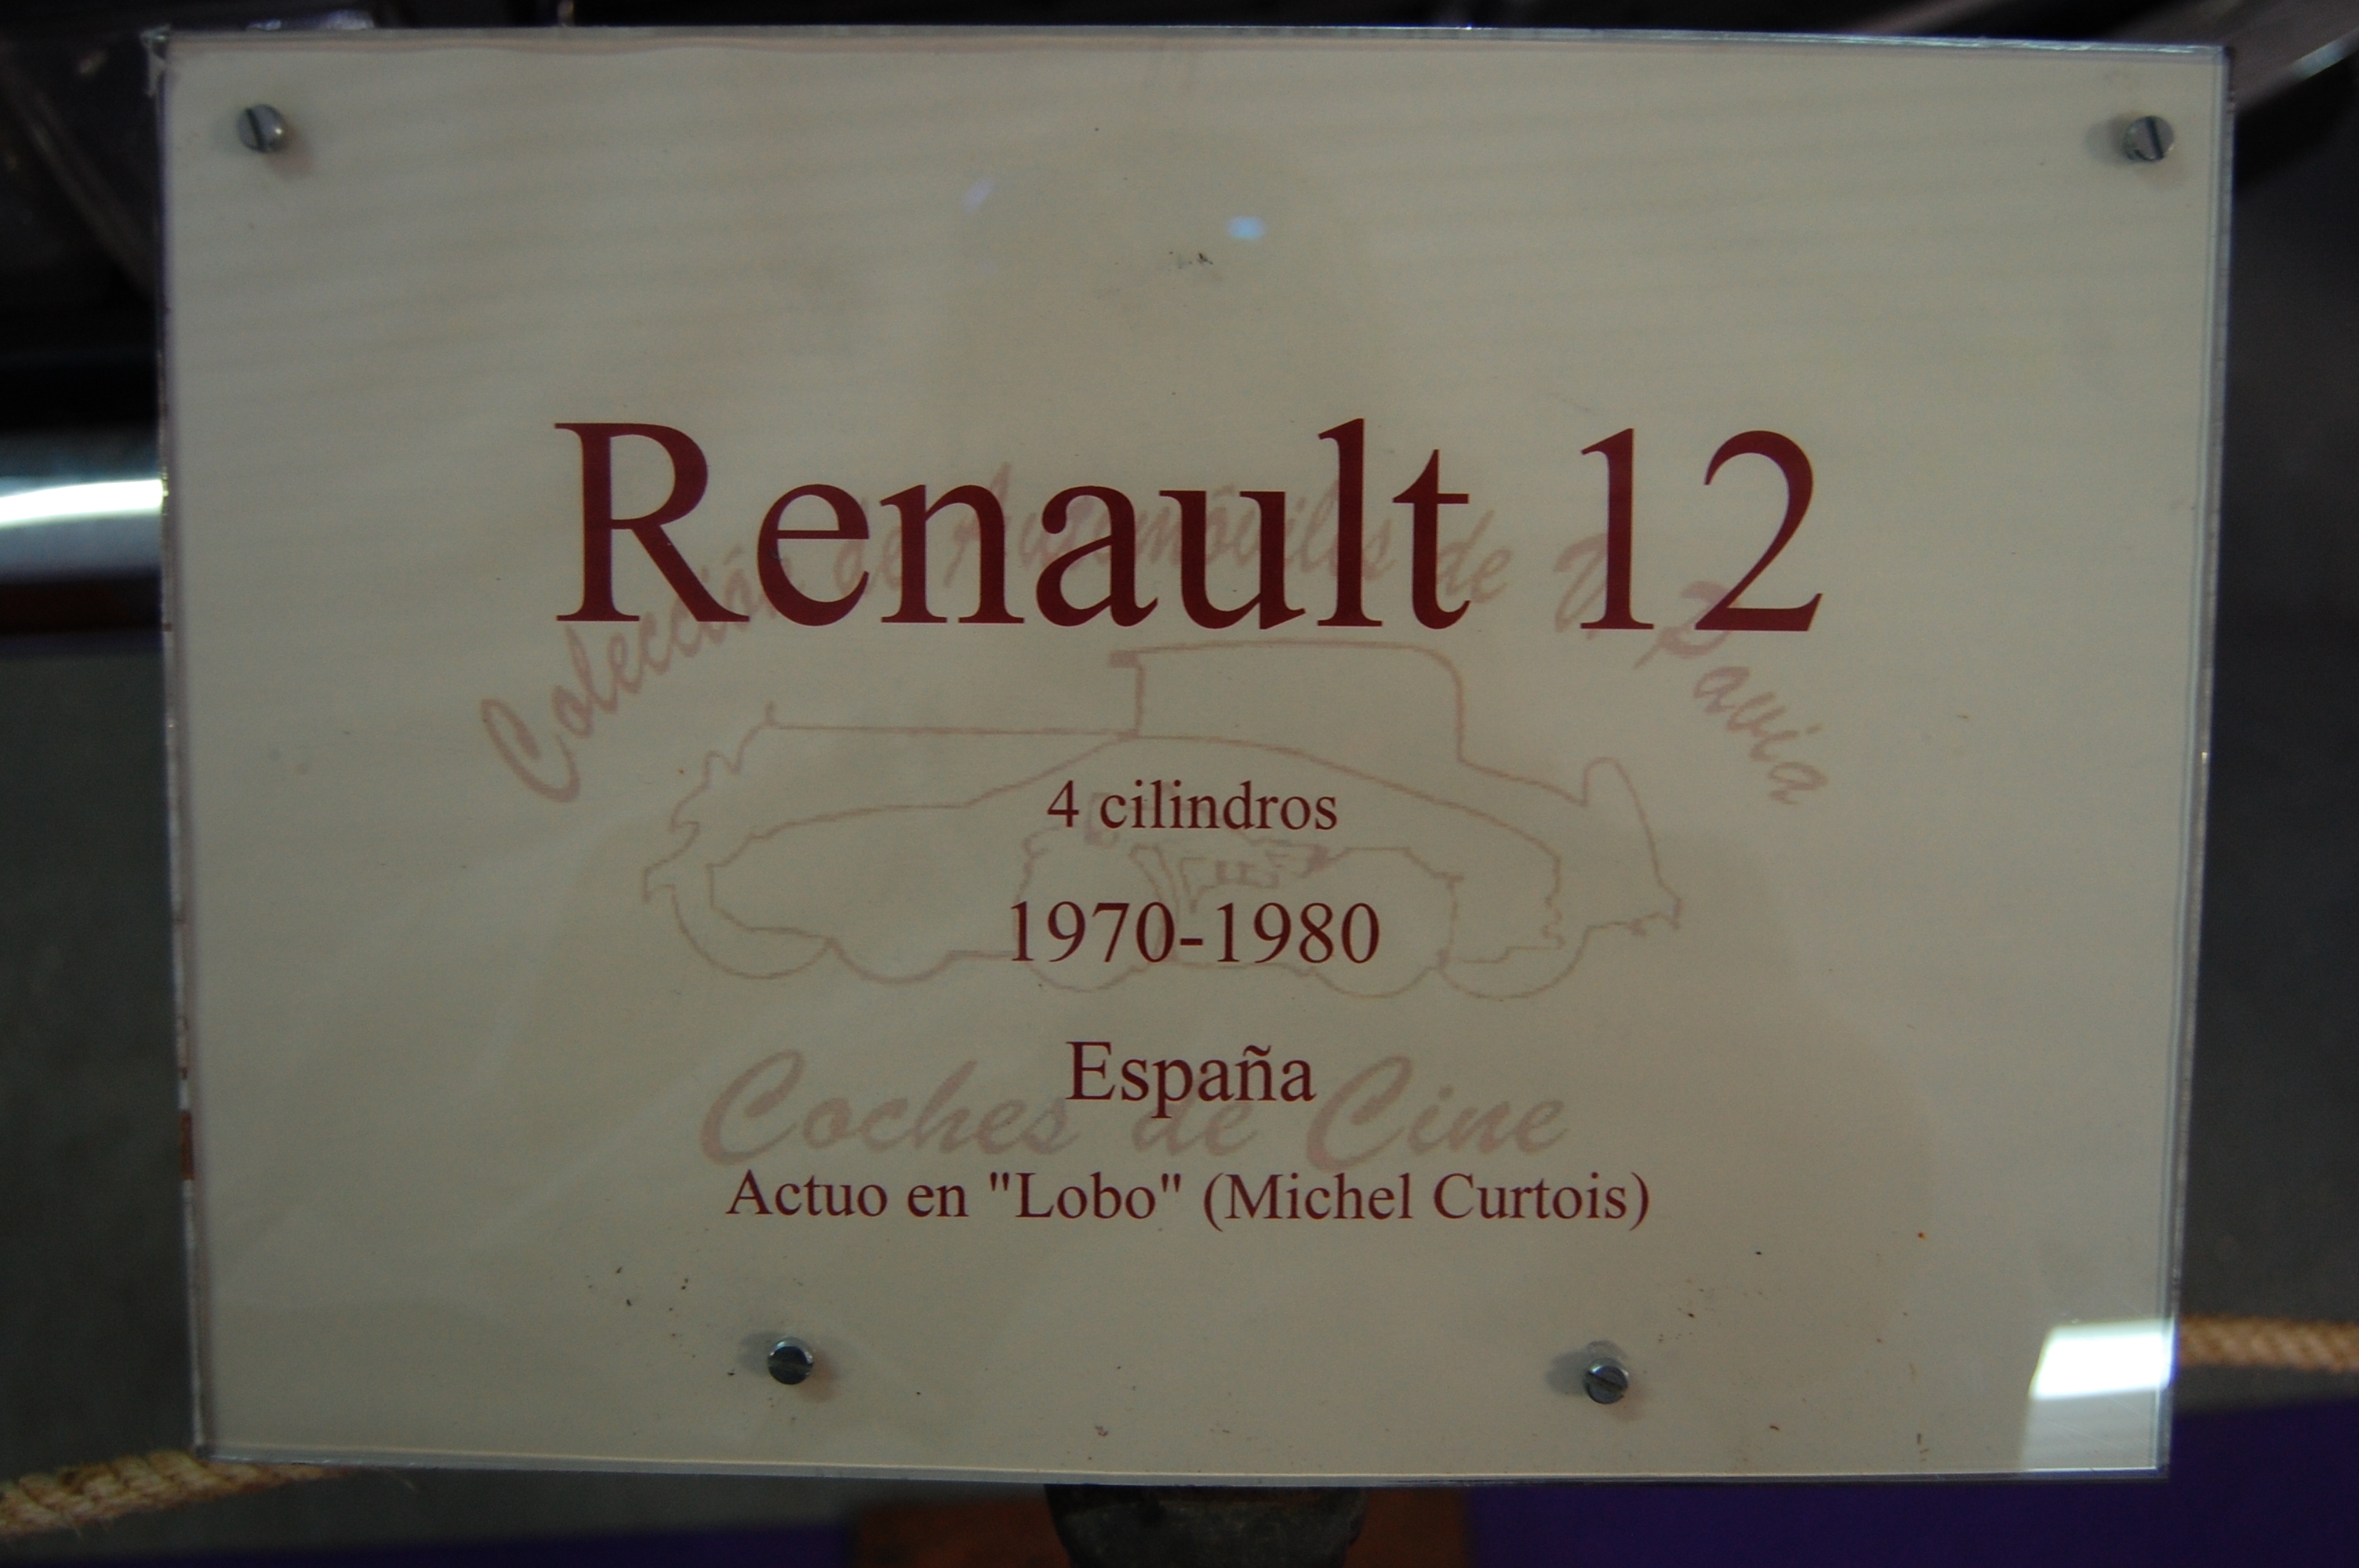 Renault 12
Colección de Automóviles de V. Pavia
4 cilindros
1970-1980
España
Coches de Cine
Actuo en "Lobo" (Michel Curtois)